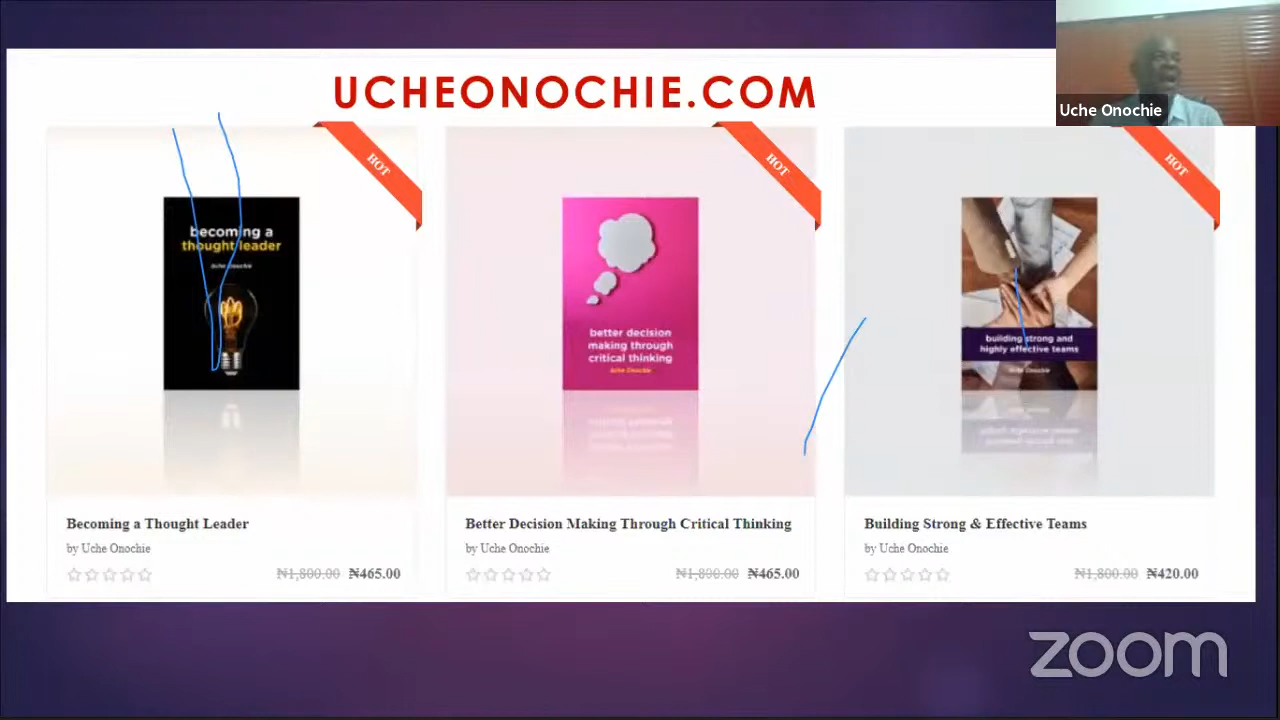 UCHEONOCHIE.COM
Uche Onochie
HOT
HOT
HOT
becoming a
thought leader
Uche Onochie
better decision
making through
critical thinking
Uche Onochie
building strong and
highly effective teams
Uche Onochie
Becoming a Thought Leader
by Uche Onochie
₦1,800.00 ₦465.00
Better Decision Making Through Critical Thinking
by Uche Onochie
₦1,800.00 ₦465.00
Building Strong & Effective Teams
by Uche Onochie
₦1,800.00 ₦420.00
zoom